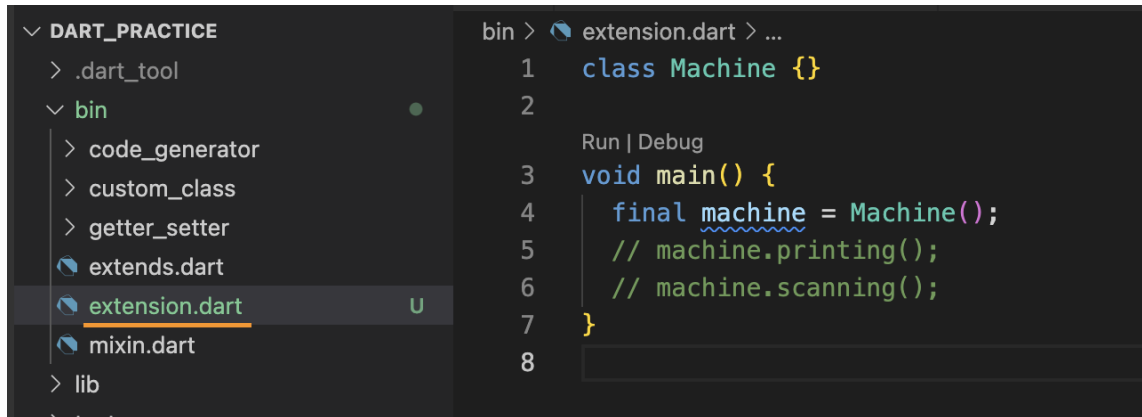 DART_PRACTICE
.dart_tool
bin
code_generator
custom_class
getter_setter
extends.dart
extension.dart U
mixin.dart
lib
bin > extension.dart > ...
1 class Machine {}
2
Run | Debug
3 void main() {
4 final machine = Machine();
5 // machine.printing();
6 // machine.scanning();
7 }
8